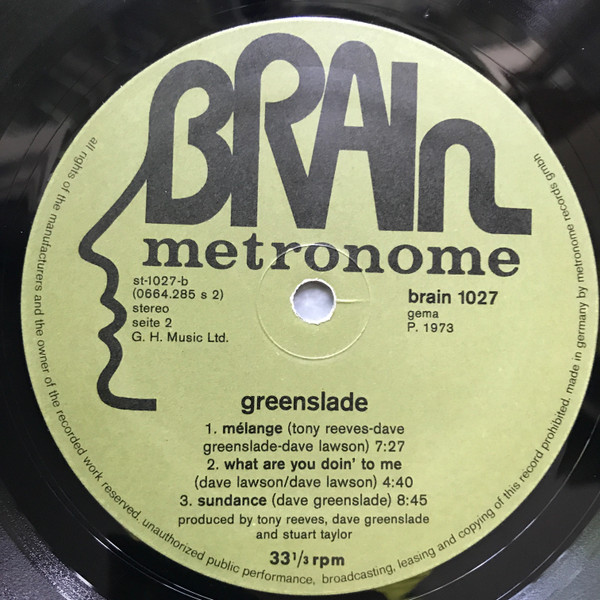 BRAIn
metronome
st-1027-b
(0664.285 s 2)
stereo
seite 2
G. H. Music Ltd.
brain 1027
gema
P. 1973
greenslade
1. mélange (tony reeves-dave
greenslade-dave lawson) 7:27
2. what are you doin' to me
(dave lawson/dave lawson) 4:40
3. sundance (dave greenslade) 8:45
produced by tony reeves, dave greenslade
and stuart taylor
33 1/3 rpm
all rights of the manufacturers and the owner of the recorded work reserved. unauthorized public performance, broadcasting, leasing and copying of this record prohibited. made in germany by metronome records gmbh